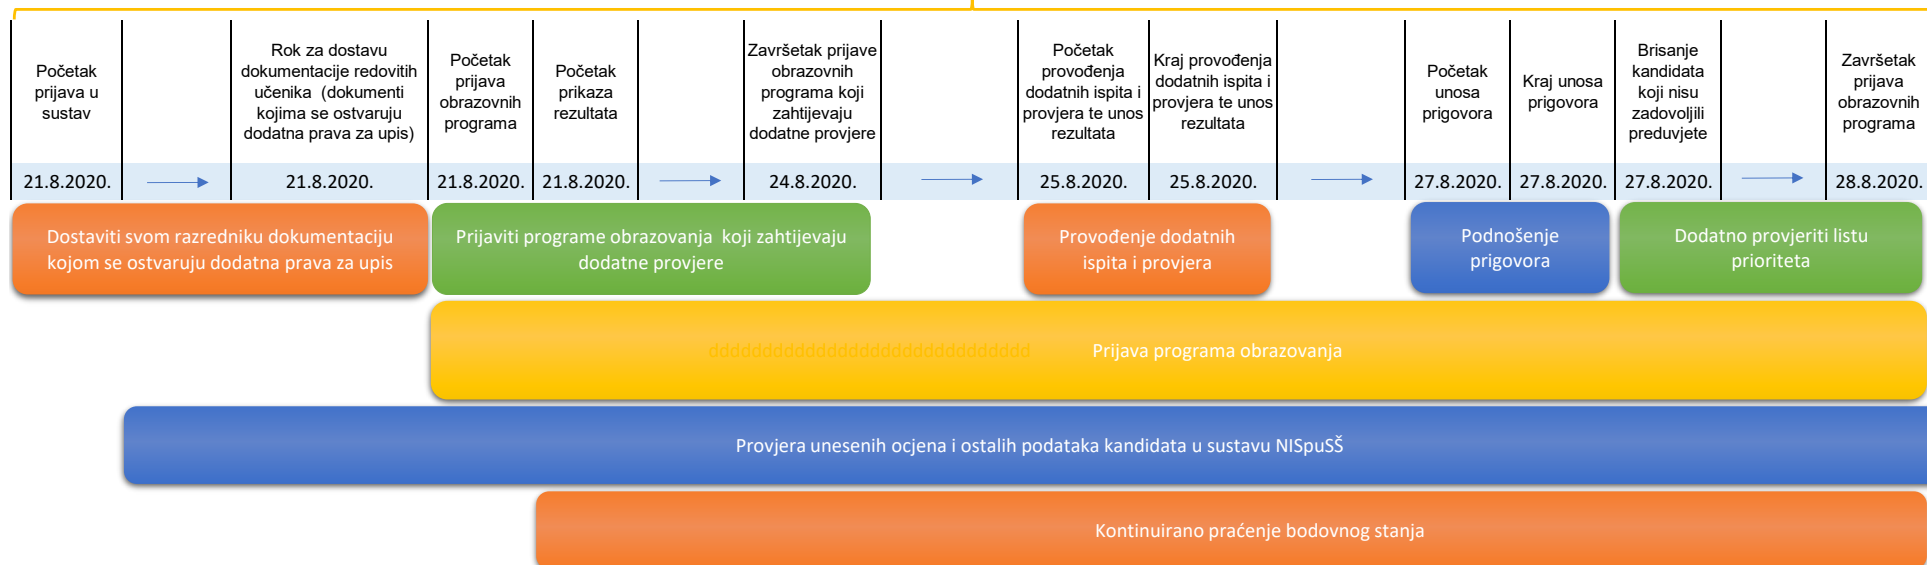 Početak
prijava u
sustav
Rok za dostavu
dokumentacije redovitih
učenika (dokumenti
kojima se ostvaruju
dodatna prava za upis)
Početak
prijava
obrazovnih
programa
Početak
prikaza
rezultata
Završetak prijave
obrazovnih
programa koji
zahtijevaju
dodatne provjere
Početak
provođenja
dodatnih ispita i
provjera te unos
rezultata
Kraj provođenja
dodatnih ispita i
provjera te unos
rezultata
Početak
unosa
prigovora
Kraj unosa
prigovora
Brisanje
kandidata
koji nisu
zadovoljili
preduvjete
Završetak
prijava
obrazovnih
programa
21.8.2020.
21.8.2020.
21.8.2020.
21.8.2020.
24.8.2020.
25.8.2020.
25.8.2020.
27.8.2020.
27.8.2020.
27.8.2020.
28.8.2020.
Dostaviti svom razredniku dokumentaciju
kojom se ostvaruju dodatna prava za upis
Prijaviti programe obrazovanja koji zahtijevaju
dodatne provjere
Provođenje dodatnih
ispita i provjera
Podnošenje
prigovora
Dodatno provjeriti listu
prioriteta
dddddddddddddddddddddddddddddd Prijava programa obrazovanja
Provjera unesenih ocjena i ostalih podataka kandidata u sustavu NISpuSŠ
Kontinuirano praćenje bodovnog stanja